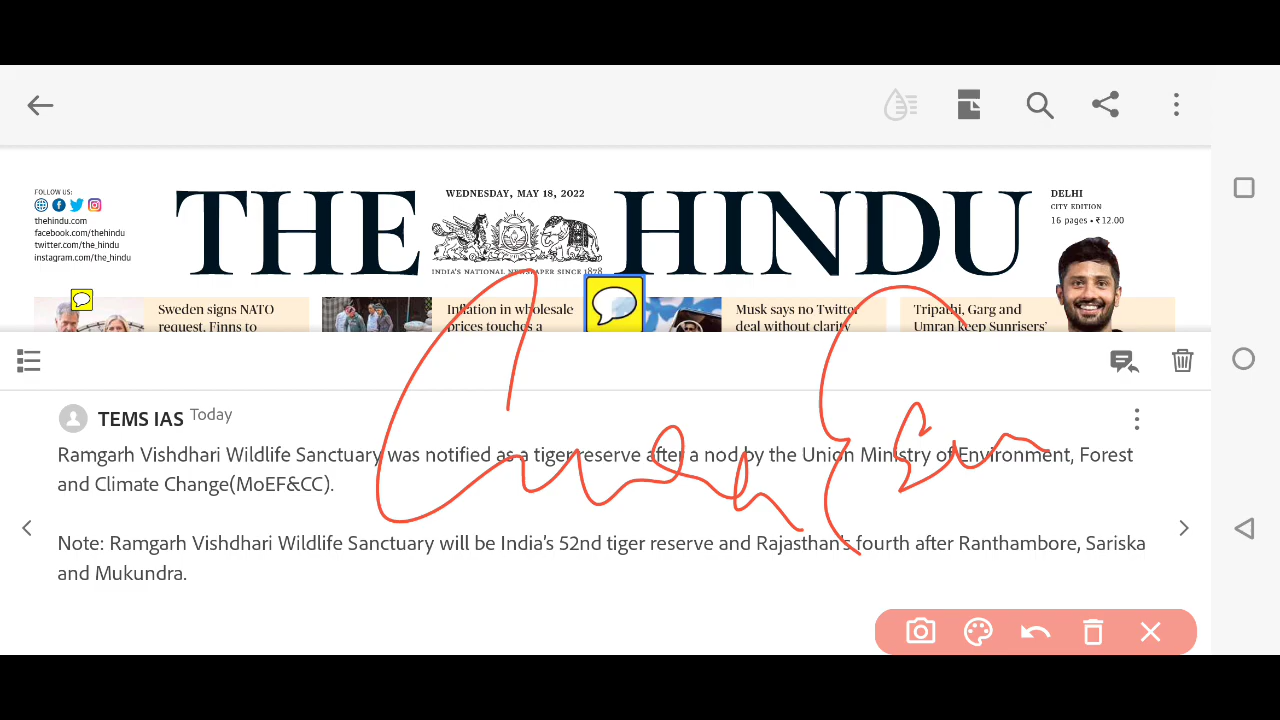 FOLLOW US:
thehindu.com
facebook.com/thehindu
twitter.com/the_hindu
instagram.com/the_hindu
THE HINDU
WEDNESDAY, MAY 18, 2022
INDIA'S NATIONAL NEWSPAPER SINCE 1878
DELHI
CITY EDITION
16 pages • ₹12.00
Sweden signs NATO
request, Finns to
Inflation in wholesale
prices touches a
Musk says no Twitter
deal without clarity
Tripathi, Garg and
Umran keep Sunrisers'
TEMS IAS Today
Ramgarh Vishdhari Wildlife Sanctuary was notified as a tiger reserve after a nod by the Union Ministry of Environment, Forest
and Climate Change(MoEF&CC).
Note: Ramgarh Vishdhari Wildlife Sanctuary will be India's 52nd tiger reserve and Rajasthan's fourth after Ranthambore, Sariska
and Mukundra.